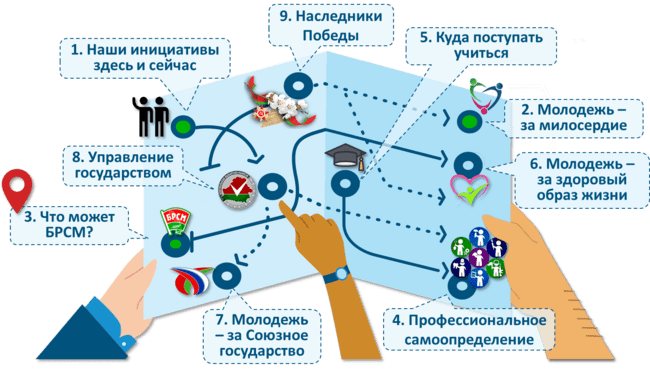 9. Наследники
Победы
5. Куда поступать
учиться
1. Наши инициативы
здесь и сейчас
2. Молодежь –
за милосердие
8. Управление
государством
6. Молодежь –
за здоровый
образ жизни
БРСМ
3. Что может
БРСМ?
7. Молодежь
– за Союзное
государство
4. Профессиональное
самоопределение